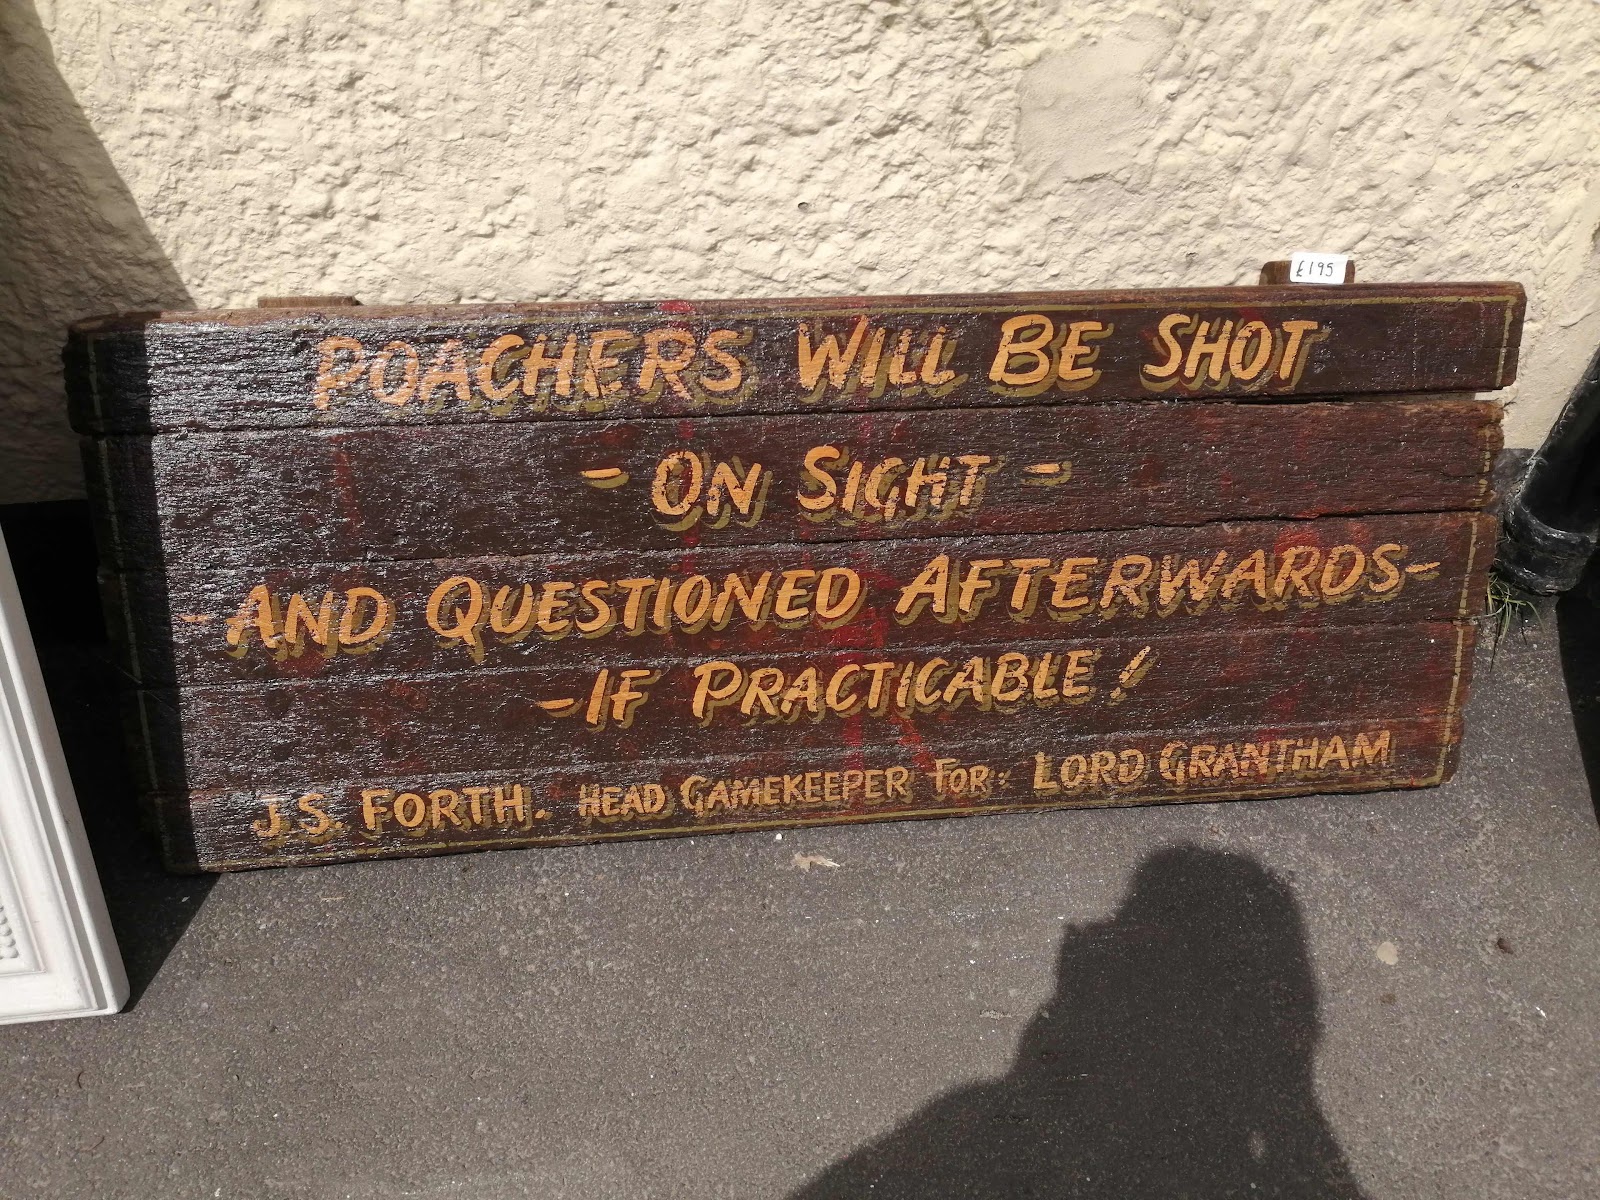 £195
POACHERS WILL BE SHOT
- ON SIGHT -
- AND QUESTIONED AFTERWARDS -
- IF PRACTICABLE !
J.S. FORTH. HEAD GAMEKEEPER FOR: LORD GRANTHAM